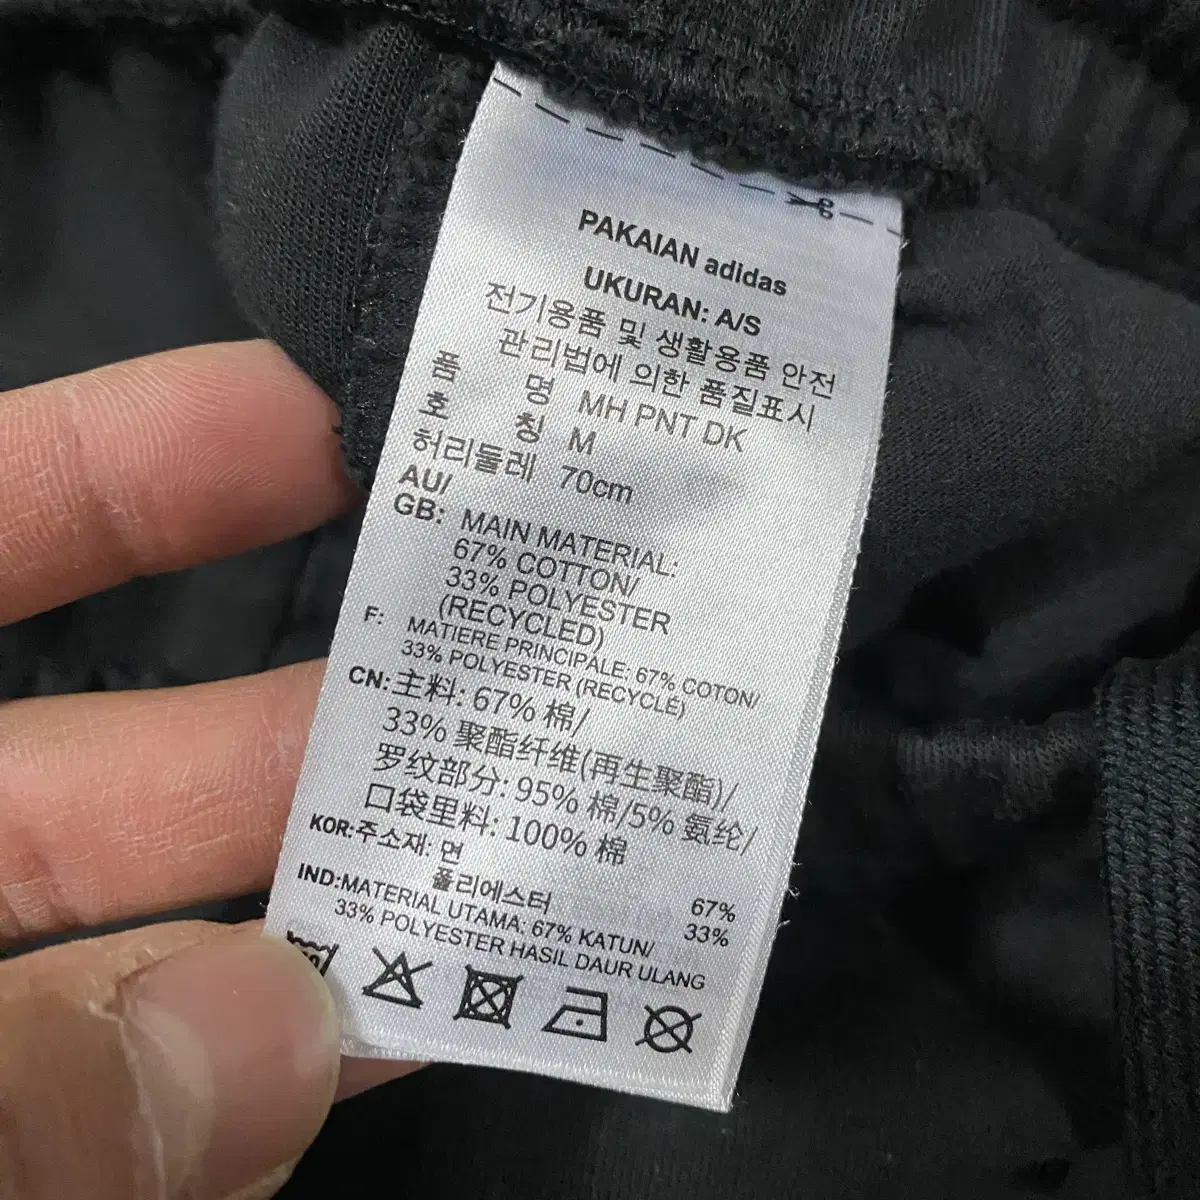 PAKAIAN adidas
UKURAN: A/S
전기용품 및 생활용품 안전
관리법에 의한 품질표시
품 명 MH PNT DK
호 칭 M
허리둘레 70cm
AU/
GB: MAIN MATERIAL:
67% COTTON/
33% POLYESTER
(RECYCLED)
F: MATIERE PRINCIPALE: 67% COTON/
33% POLYESTER (RECYCLÉ)
CN:主料: 67% 棉/
33% 聚酯纤维(再生聚酯)/
罗纹部分: 95% 棉/5% 氨纶/
口袋里料: 100% 棉
KOR:주소재: 면 67%
폴리에스터 33%
IND:MATERIAL UTAMA: 67% KATUN/
33% POLYESTER HASIL DAUR ULANG